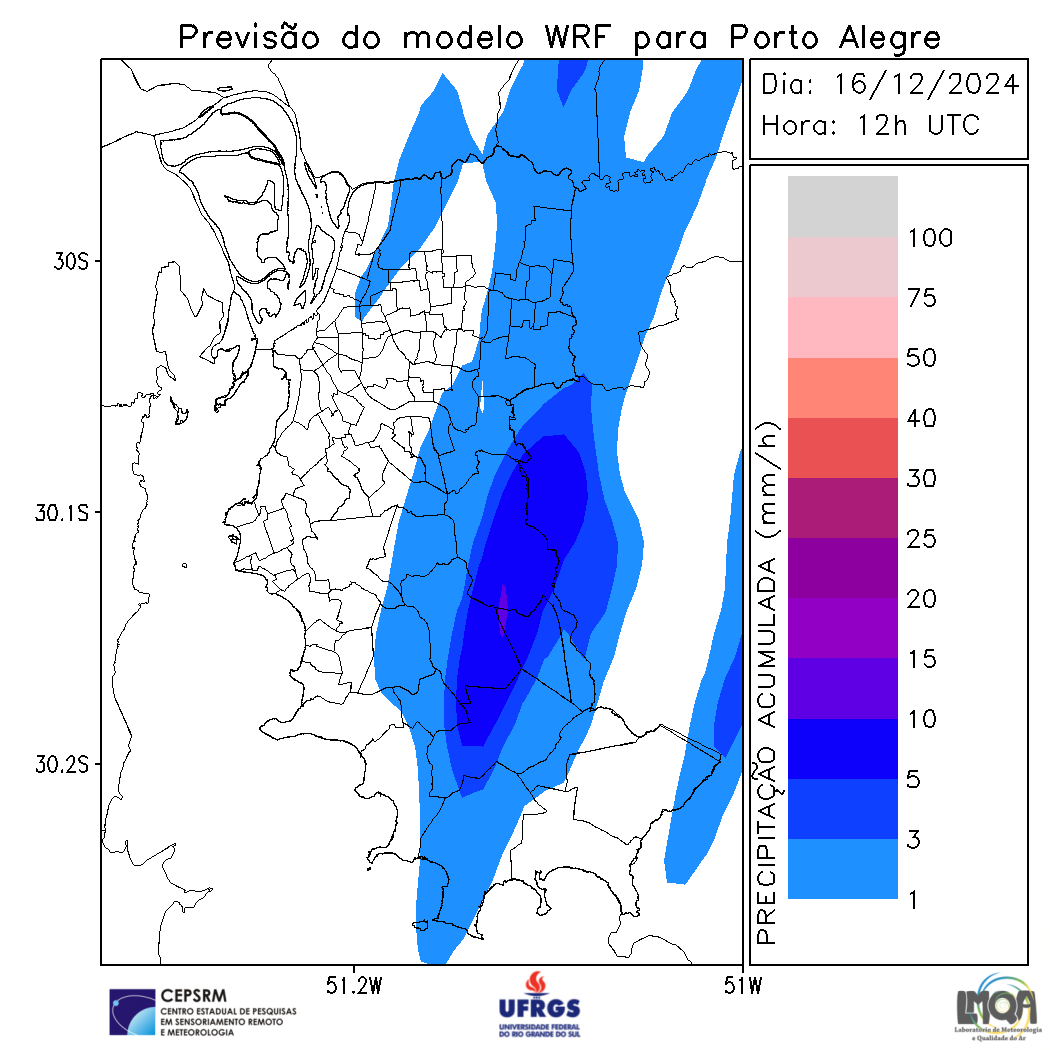 Previsão do modelo WRF para Porto Alegre
Dia: 16/12/2024
Hora: 12h UTC
30S
30.1S
30.2S
51.2W
51W
PRECIPITAÇÃO ACUMULADA (mm/h)
100
75
50
40
30
25
20
15
10
5
3
1
CEPSRM
CENTRO ESTADUAL DE PESQUISAS
EM SENSORIAMENTO REMOTO
E METEOROLOGIA
UFRGS
UNIVERSIDADE FEDERAL
DO RIO GRANDE DO SUL
LMQA
Laboratório de Meteorologia
e Qualidade do Ar